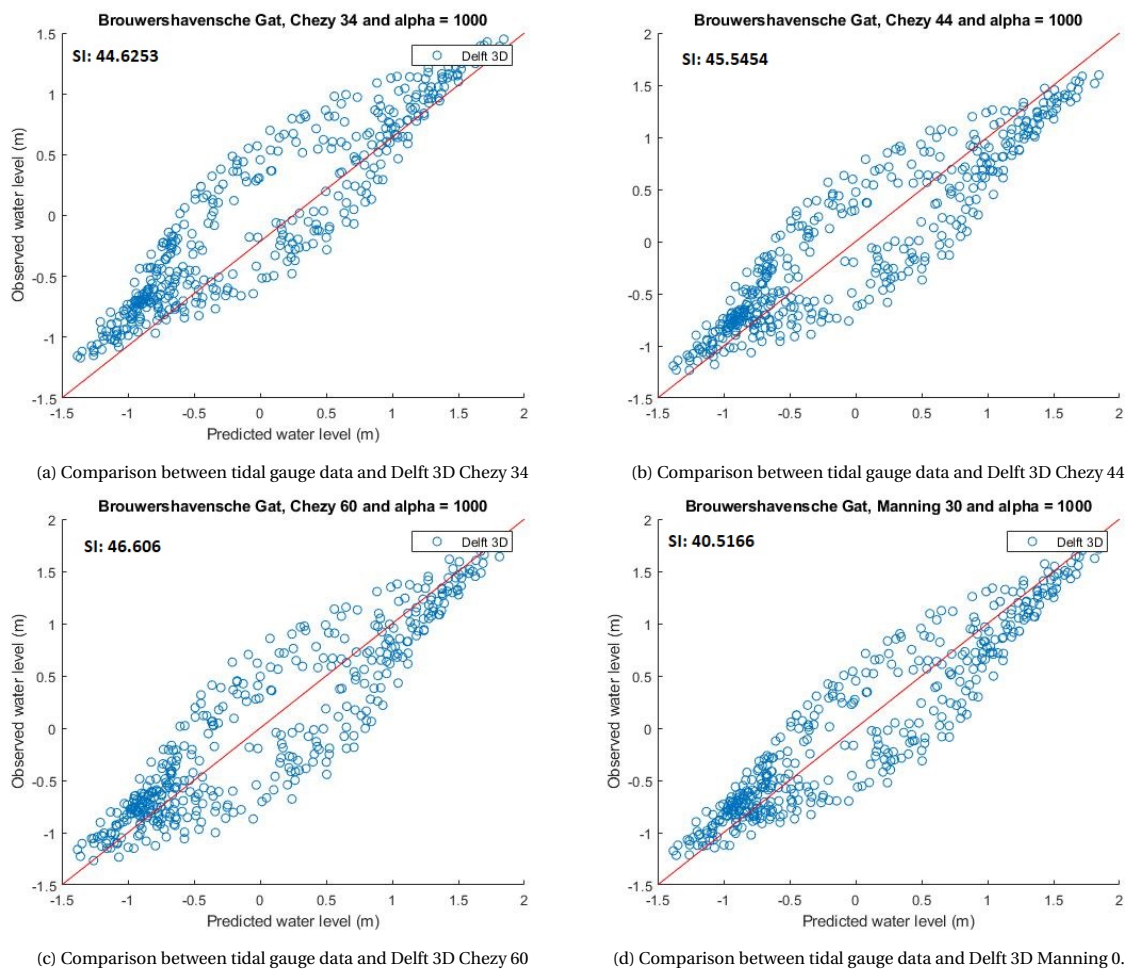 Brouwershavensche Gat, Chezy 34 and alpha = 1000
SI: 44.6253
Delft 3D
1.5
1
0.5
0
-0.5
-1
-1.5
Observed water level (m)
-1.5 -1 -0.5 0 0.5 1 1.5 2
Predicted water level (m)
(a) Comparison between tidal gauge data and Delft 3D Chezy 34
Brouwershavensche Gat, Chezy 44 and alpha = 1000
SI: 45.5454
2
1.5
1
0.5
0
-0.5
-1
-1.5
-1.5 -1 -0.5 0 0.5 1 1.5 2
(b) Comparison between tidal gauge data and Delft 3D Chezy 44
Brouwershavensche Gat, Chezy 60 and alpha = 1000
SI: 46.606
Delft 3D
2
1.5
1
0.5
0
-0.5
-1
-1.5
Observed water level (m)
-1.5 -1 -0.5 0 0.5 1 1.5 2
Predicted water level (m)
(c) Comparison between tidal gauge data and Delft 3D Chezy 60
Brouwershavensche Gat, Manning 30 and alpha = 1000
SI: 40.5166
Delft 3D
2
1.5
1
0.5
0
-0.5
-1
-1.5
Observed water level (m)
-1.5 -1 -0.5 0 0.5 1 1.5 2
Predicted water level (m)
(d) Comparison between tidal gauge data and Delft 3D Manning 0.